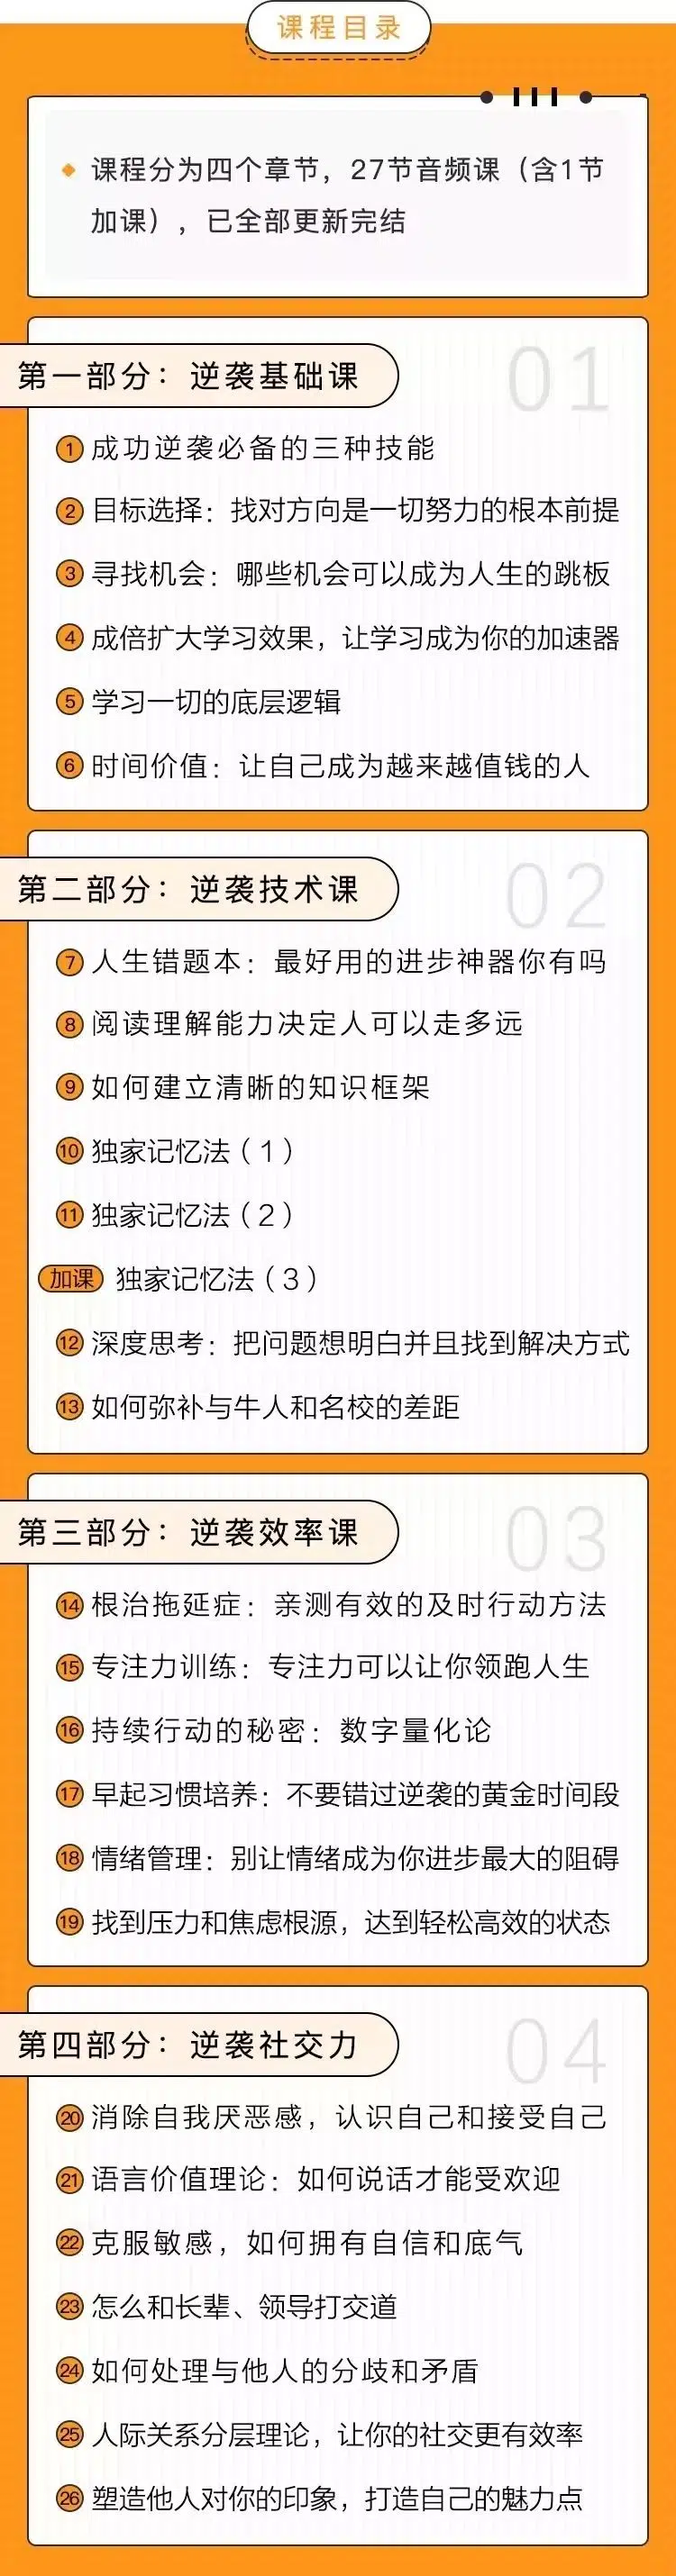 课程目录
课程分为四个章节，27节音频课（含1节
加课），已全部更新完结
01
第一部分：逆袭基础课
1 成功逆袭必备的三种技能
2 目标选择：找对方向是一切努力的根本前提
3 寻找机会：哪些机会可以成为人生的跳板
4 成倍扩大学习效果，让学习成为你的加速器
5 学习一切的底层逻辑
6 时间价值：让自己成为越来越值钱的人
02
第二部分：逆袭技术课
7 人生错题本：最好用的进步神器你有吗
8 阅读理解能力决定人可以走多远
9 如何建立清晰的知识框架
10 独家记忆法（1）
11 独家记忆法（2）
加课 独家记忆法（3）
12 深度思考：把问题想明白并且找到解决方式
13 如何弥补与牛人和名校的差距
03
第三部分：逆袭效率课
14 根治拖延症：亲测有效的及时行动方法
15 专注力训练：专注力可以让你领跑人生
16 持续行动的秘密：数字量化论
17 早起习惯培养：不要错过逆袭的黄金时间段
18 情绪管理：别让情绪成为你进步最大的阻碍
19 找到压力和焦虑根源，达到轻松高效的状态
04
第四部分：逆袭社交力
20 消除自我厌恶感，认识自己和接受自己
21 语言价值理论：如何说话才能受欢迎
22 克服敏感，如何拥有自信和底气
23 怎么和长辈、领导打交道
24 如何处理与他人的分歧和矛盾
25 人际关系分层理论，让你的社交更有效率
26 塑造他人对你的印象，打造自己的魅力点